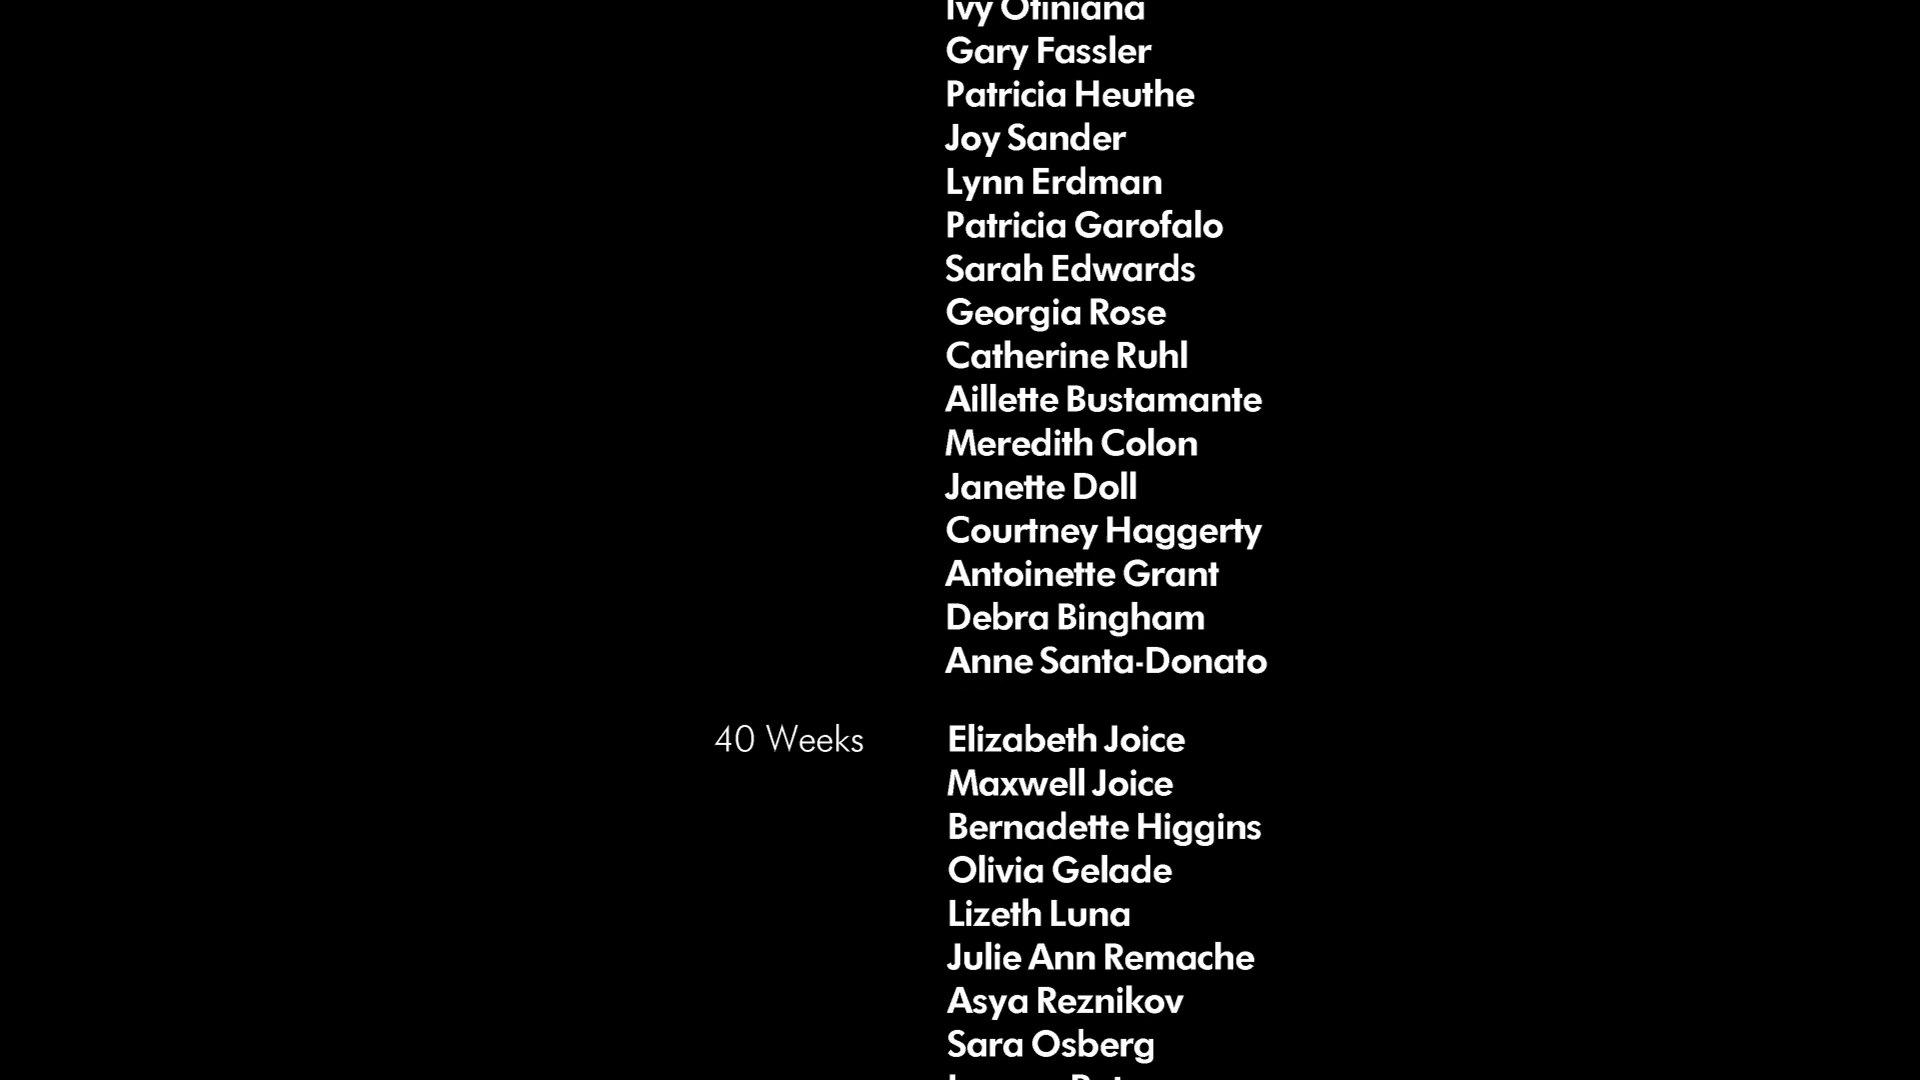 Ivy
Gary Fassler
Patricia Heuthe
Joy Sander
Lynn Erdman
Patricia Garofalo
Sarah Edwards
Georgia Rose
Catherine Ruhl
Aillette Bustamante
Meredith Colon
Janette Doll
Courtney Haggerty
Antoinette Grant
Debra Bingham
Anne Santa-Donato
40 Weeks Elizabeth Joice
Maxwell Joice
Bernadette Higgins
Olivia Gelade
Lizeth Luna
Julie Ann Remache
Asya Reznikov
Sara Osberg